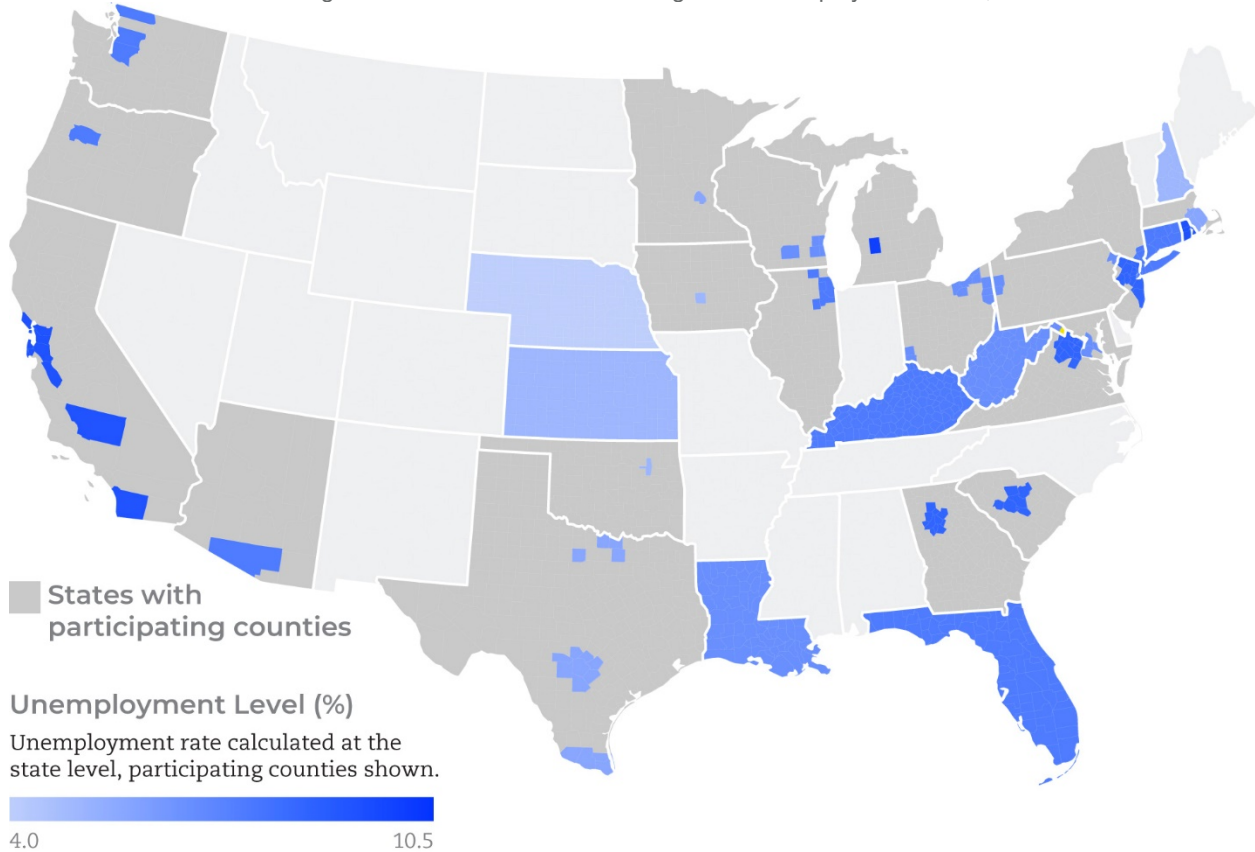 States with
participating counties
Unemployment Level (%)
Unemployment rate calculated at the
state level, participating counties shown.
4.0 10.5